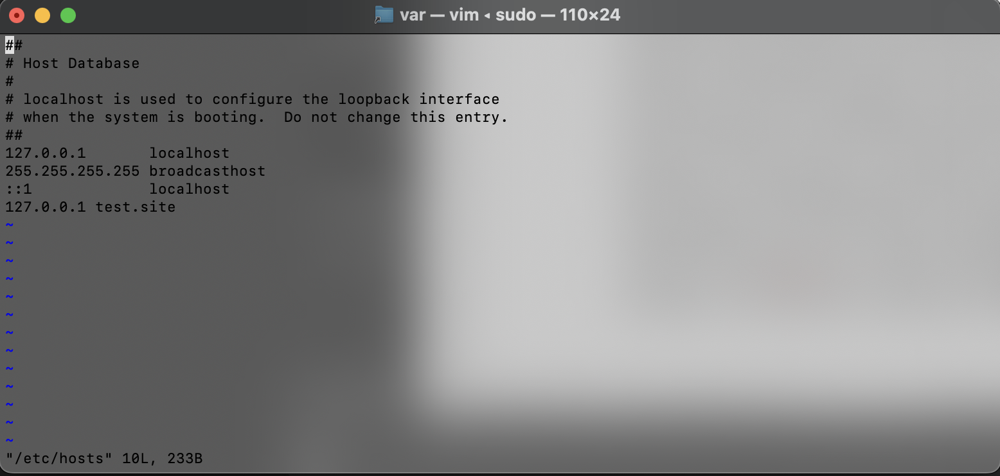 var — vim ◂ sudo — 110×24
##
# Host Database
#
# localhost is used to configure the loopback interface
# when the system is booting.  Do not change this entry.
##
127.0.0.1       localhost
255.255.255.255 broadcasthost
::1             localhost
127.0.0.1 test.site
~
~
~
~
~
~
~
~
~
~
~
~
~
"/etc/hosts" 10L, 233B